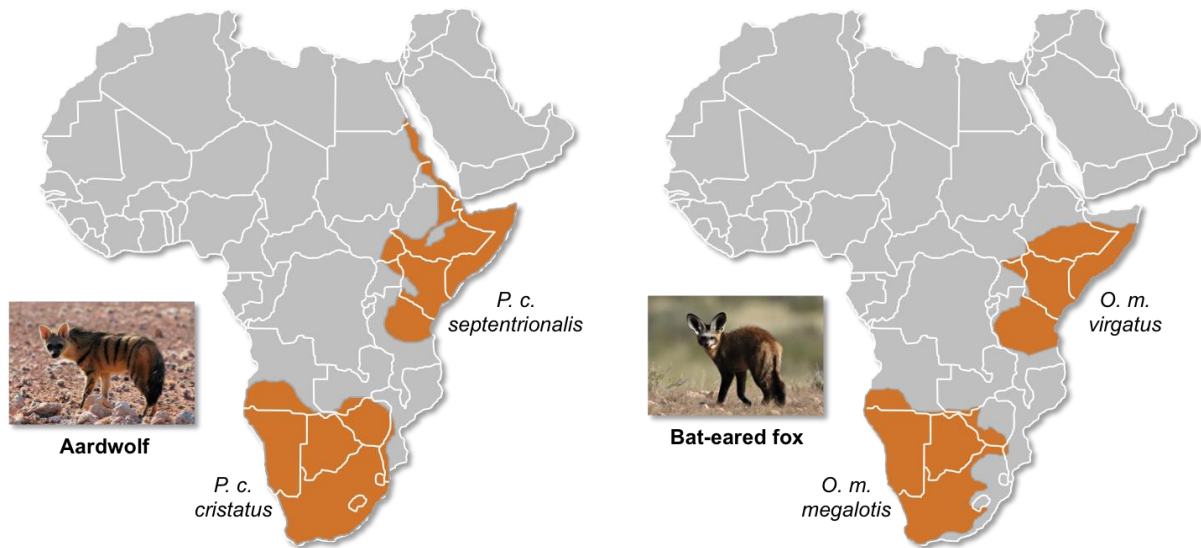 P. c.
septentrionalis
Aardwolf
P. c.
cristatus
O. m.
virgatus
Bat-eared fox
O. m.
megalotis